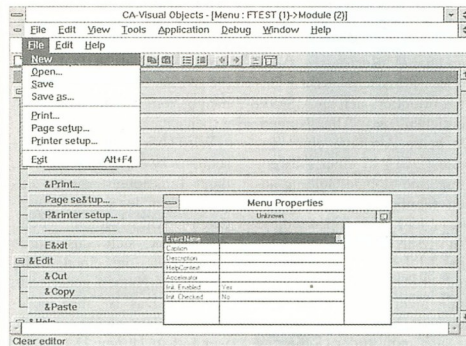 CA-Visual Objects - [Menu : FTEST (1)->Module (2)]
File Edit View Tools Application Debug Window Help
File Edit Help
New
Open...
Save
Save as...
Print...
Page setup...
Printer setup...
Exit Alt+F4
&Print...
Page se&tup...
P&rinter setup...
E&xit
&Edit
&Cut
&Copy
&Paste
&Help
Menu Properties
Unknown
Event Name
Caption
Description
HelpContext
Accelerator
Init. Enabled Yes
Init. Checked No
Clear editor